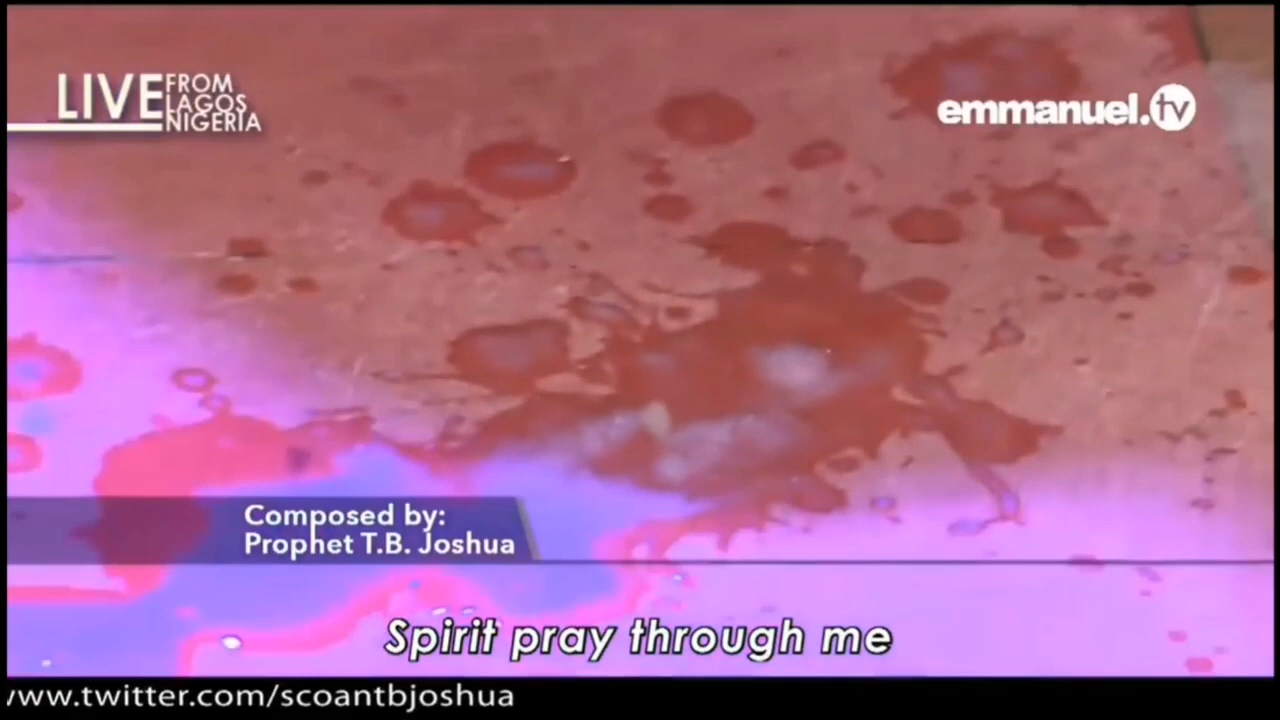 LIVE FROM
LAGOS
NIGERIA
emmanuel.tv
Composed by:
Prophet T.B. Joshua
Spirit pray through me
www.twitter.com/scoantbjoshua